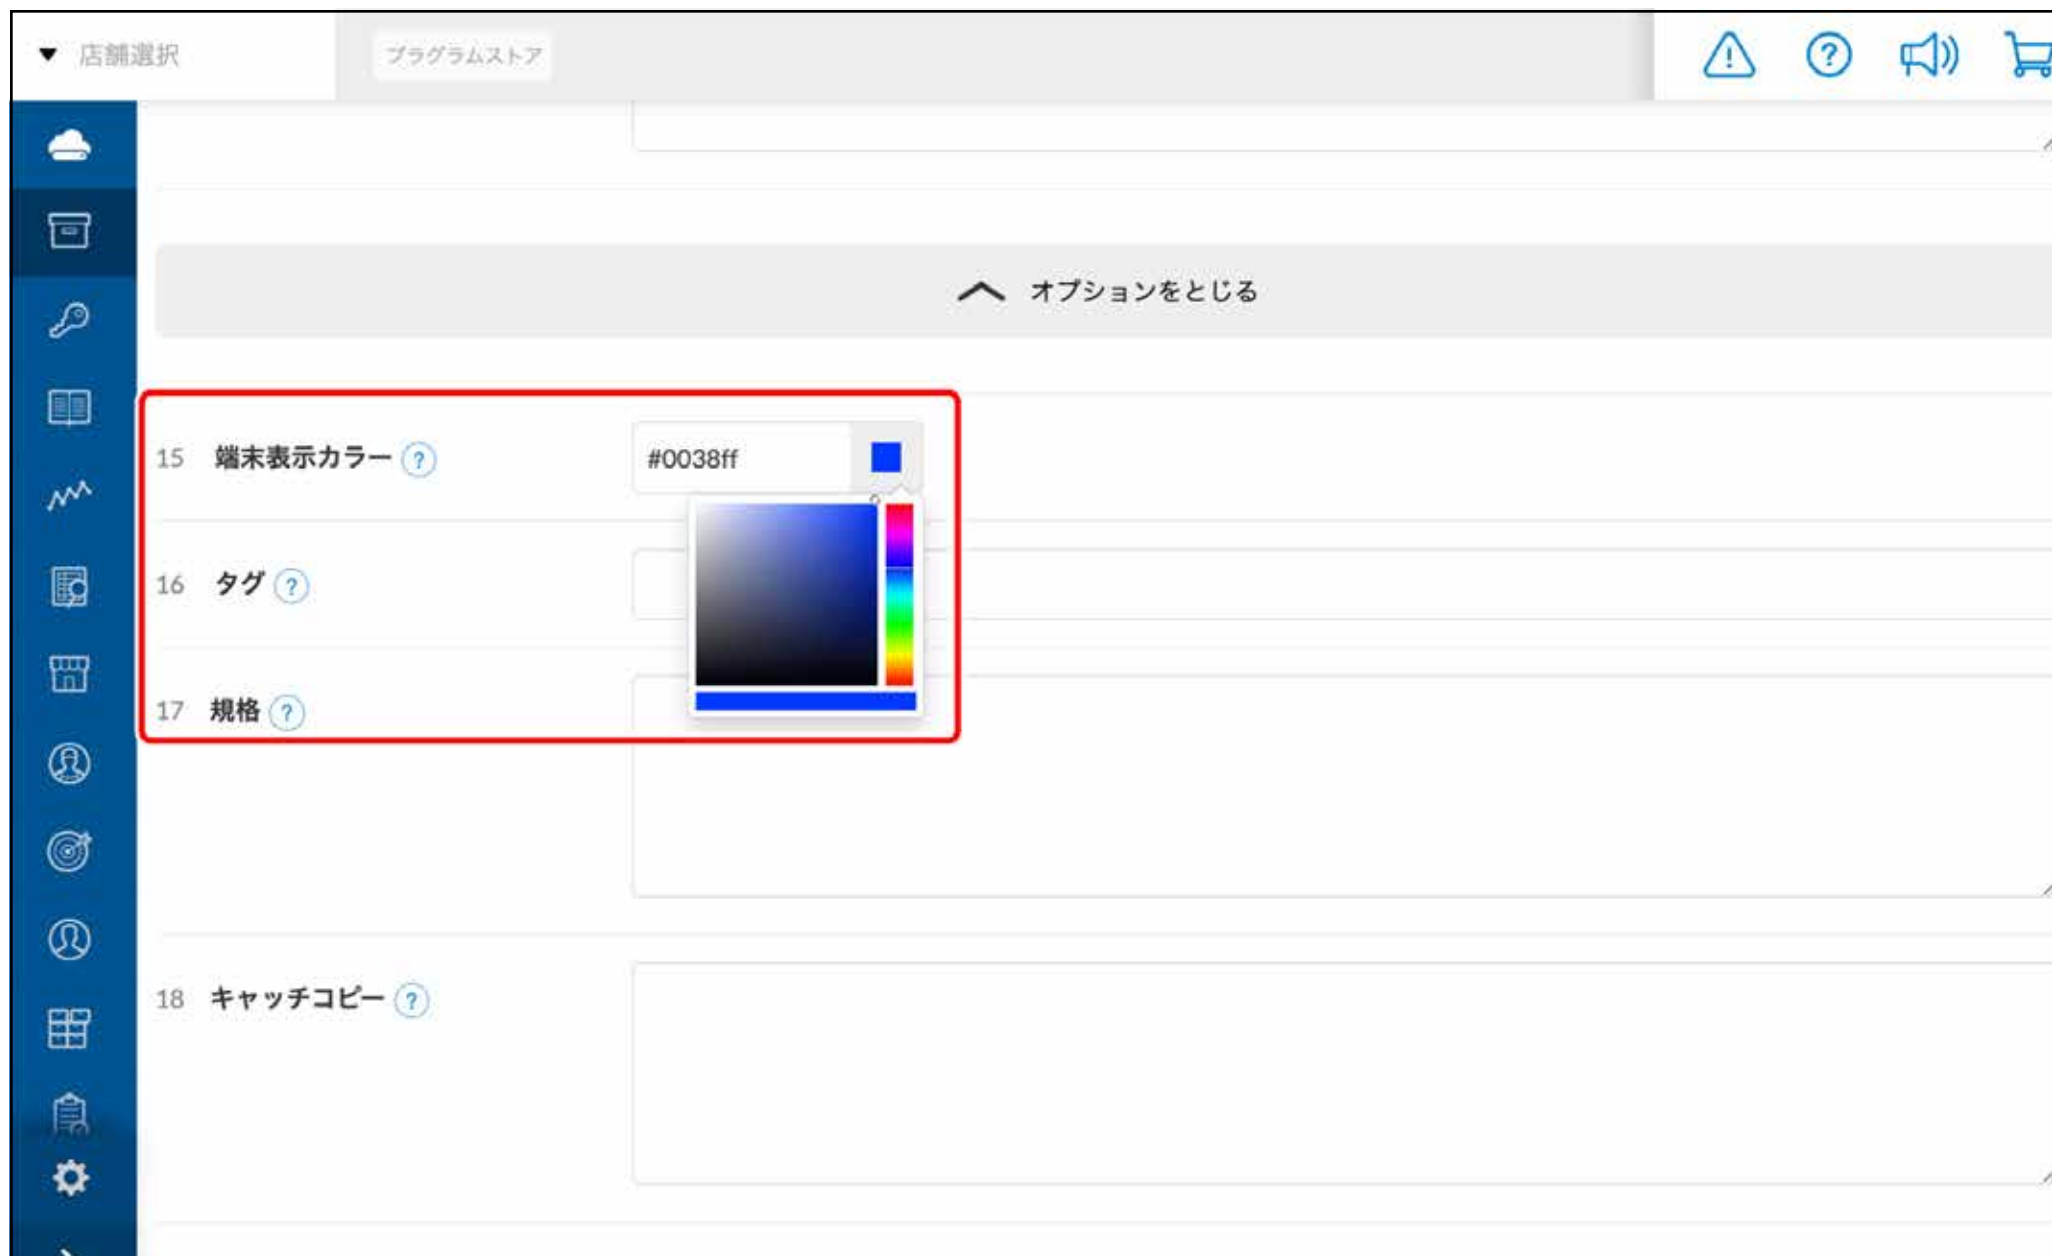 ▼ 店舗選択
プラグラムストア
オプションをとじる
15 端末表示カラー ?
#0038ff
16 タグ ?
17 規格 ?
18 キャッチコピー ?